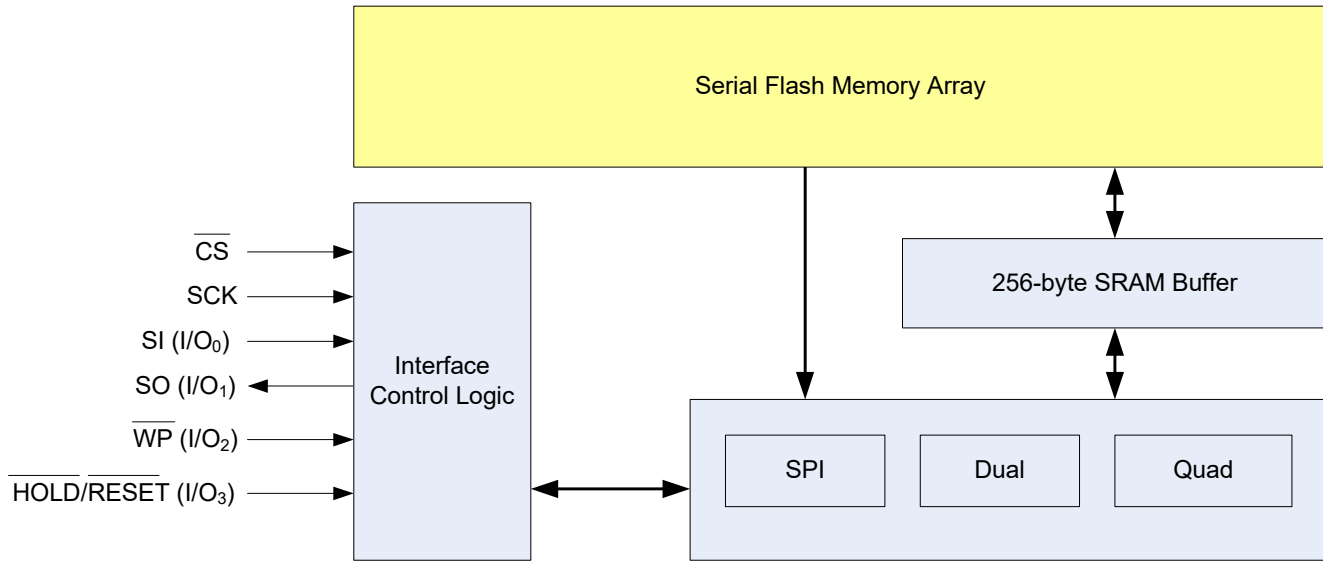 Serial Flash Memory Array
CS
SCK
SI (I/O₀)
SO (I/O₁)
WP (I/O₂)
HOLD/RESET (I/O₃)
Interface
Control Logic
256-byte SRAM Buffer
SPI
Dual
Quad